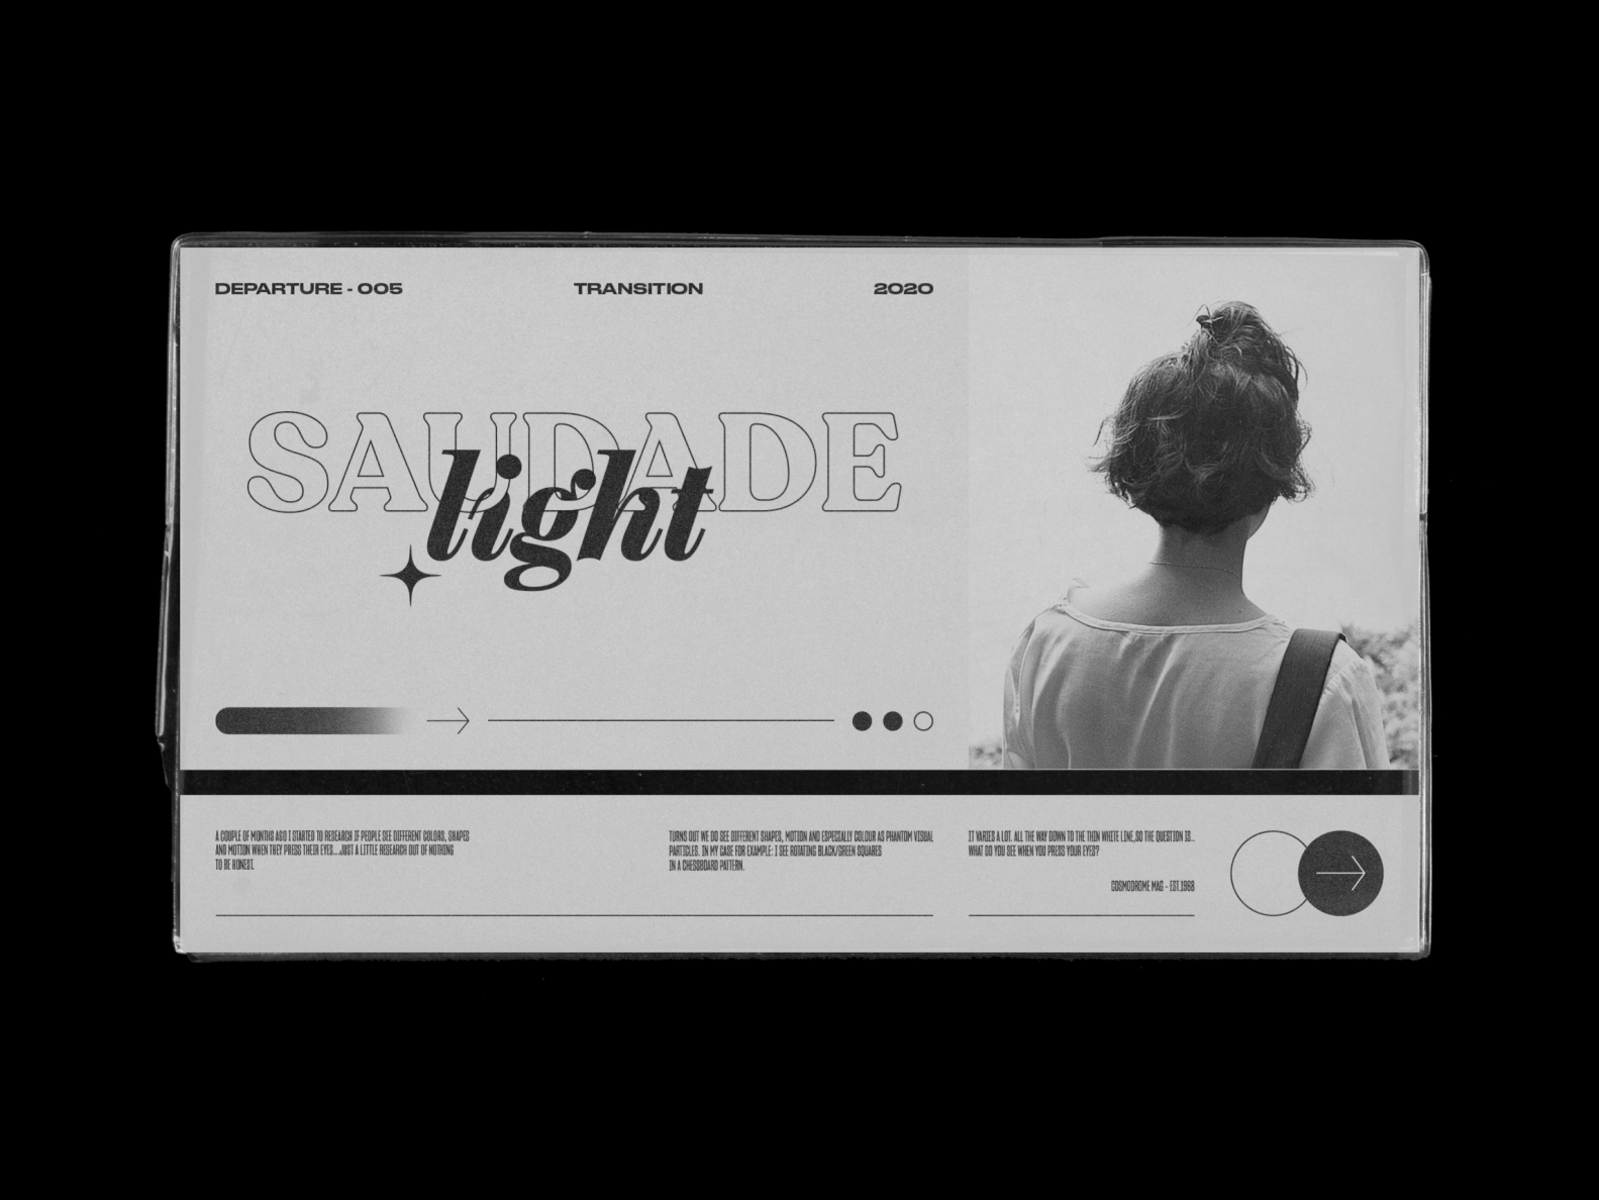 DEPARTURE - 005
TRANSITION
2020
SAUDADE
light
A COUPLE OF MONTHS AGO I STARTED TO RESEARCH IF PEOPLE SEE DIFFERENT COLORS, SHAPES
AND MOTION WHEN THEY PRESS THEIR EYES... JUST A LITTLE RESEARCH OUT OF NOTHING
TO BE HONEST.
TURNS OUT WE DO SEE DIFFERENT SHAPES, MOTION AND ESPECIALLY COLOUR AS PHANTOM VISUAL
PARTICLES. IN MY CASE FOR EXAMPLE: I SEE ROTATING BLACK/GREEN SQUARES
IN A CHESSBOARD PATTERN.
IT VARIES A LOT. ALL THE WAY DOWN TO THE THIN WHITE LINE,SO THE QUESTION IS..
WHAT DO YOU SEE WHEN YOU PRESS YOUR EYES?
COSMODROME MAG - EST.1968